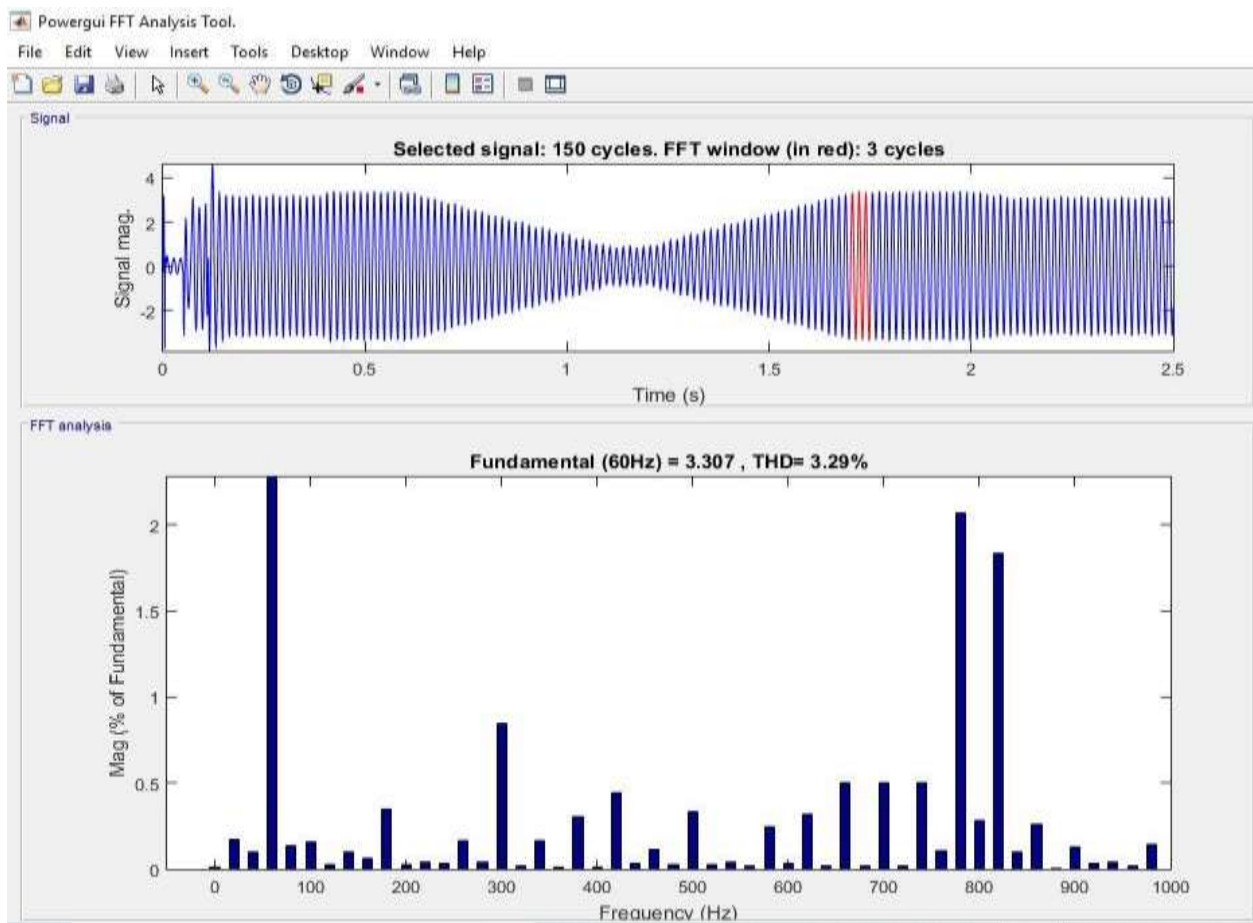 Powergui FFT Analysis Tool.
File Edit View Insert Tools Desktop Window Help
Signal
Selected signal: 150 cycles. FFT window (in red): 3 cycles
Signal mag.
4
2
0
-2
0 0.5 1 1.5 2 2.5
Time (s)
FFT analysis
Fundamental (60Hz) = 3.307 , THD= 3.29%
Mag (% of Fundamental)
2
1.5
1
0.5
0
0 100 200 300 400 500 600 700 800 900 1000
Frequency (Hz)